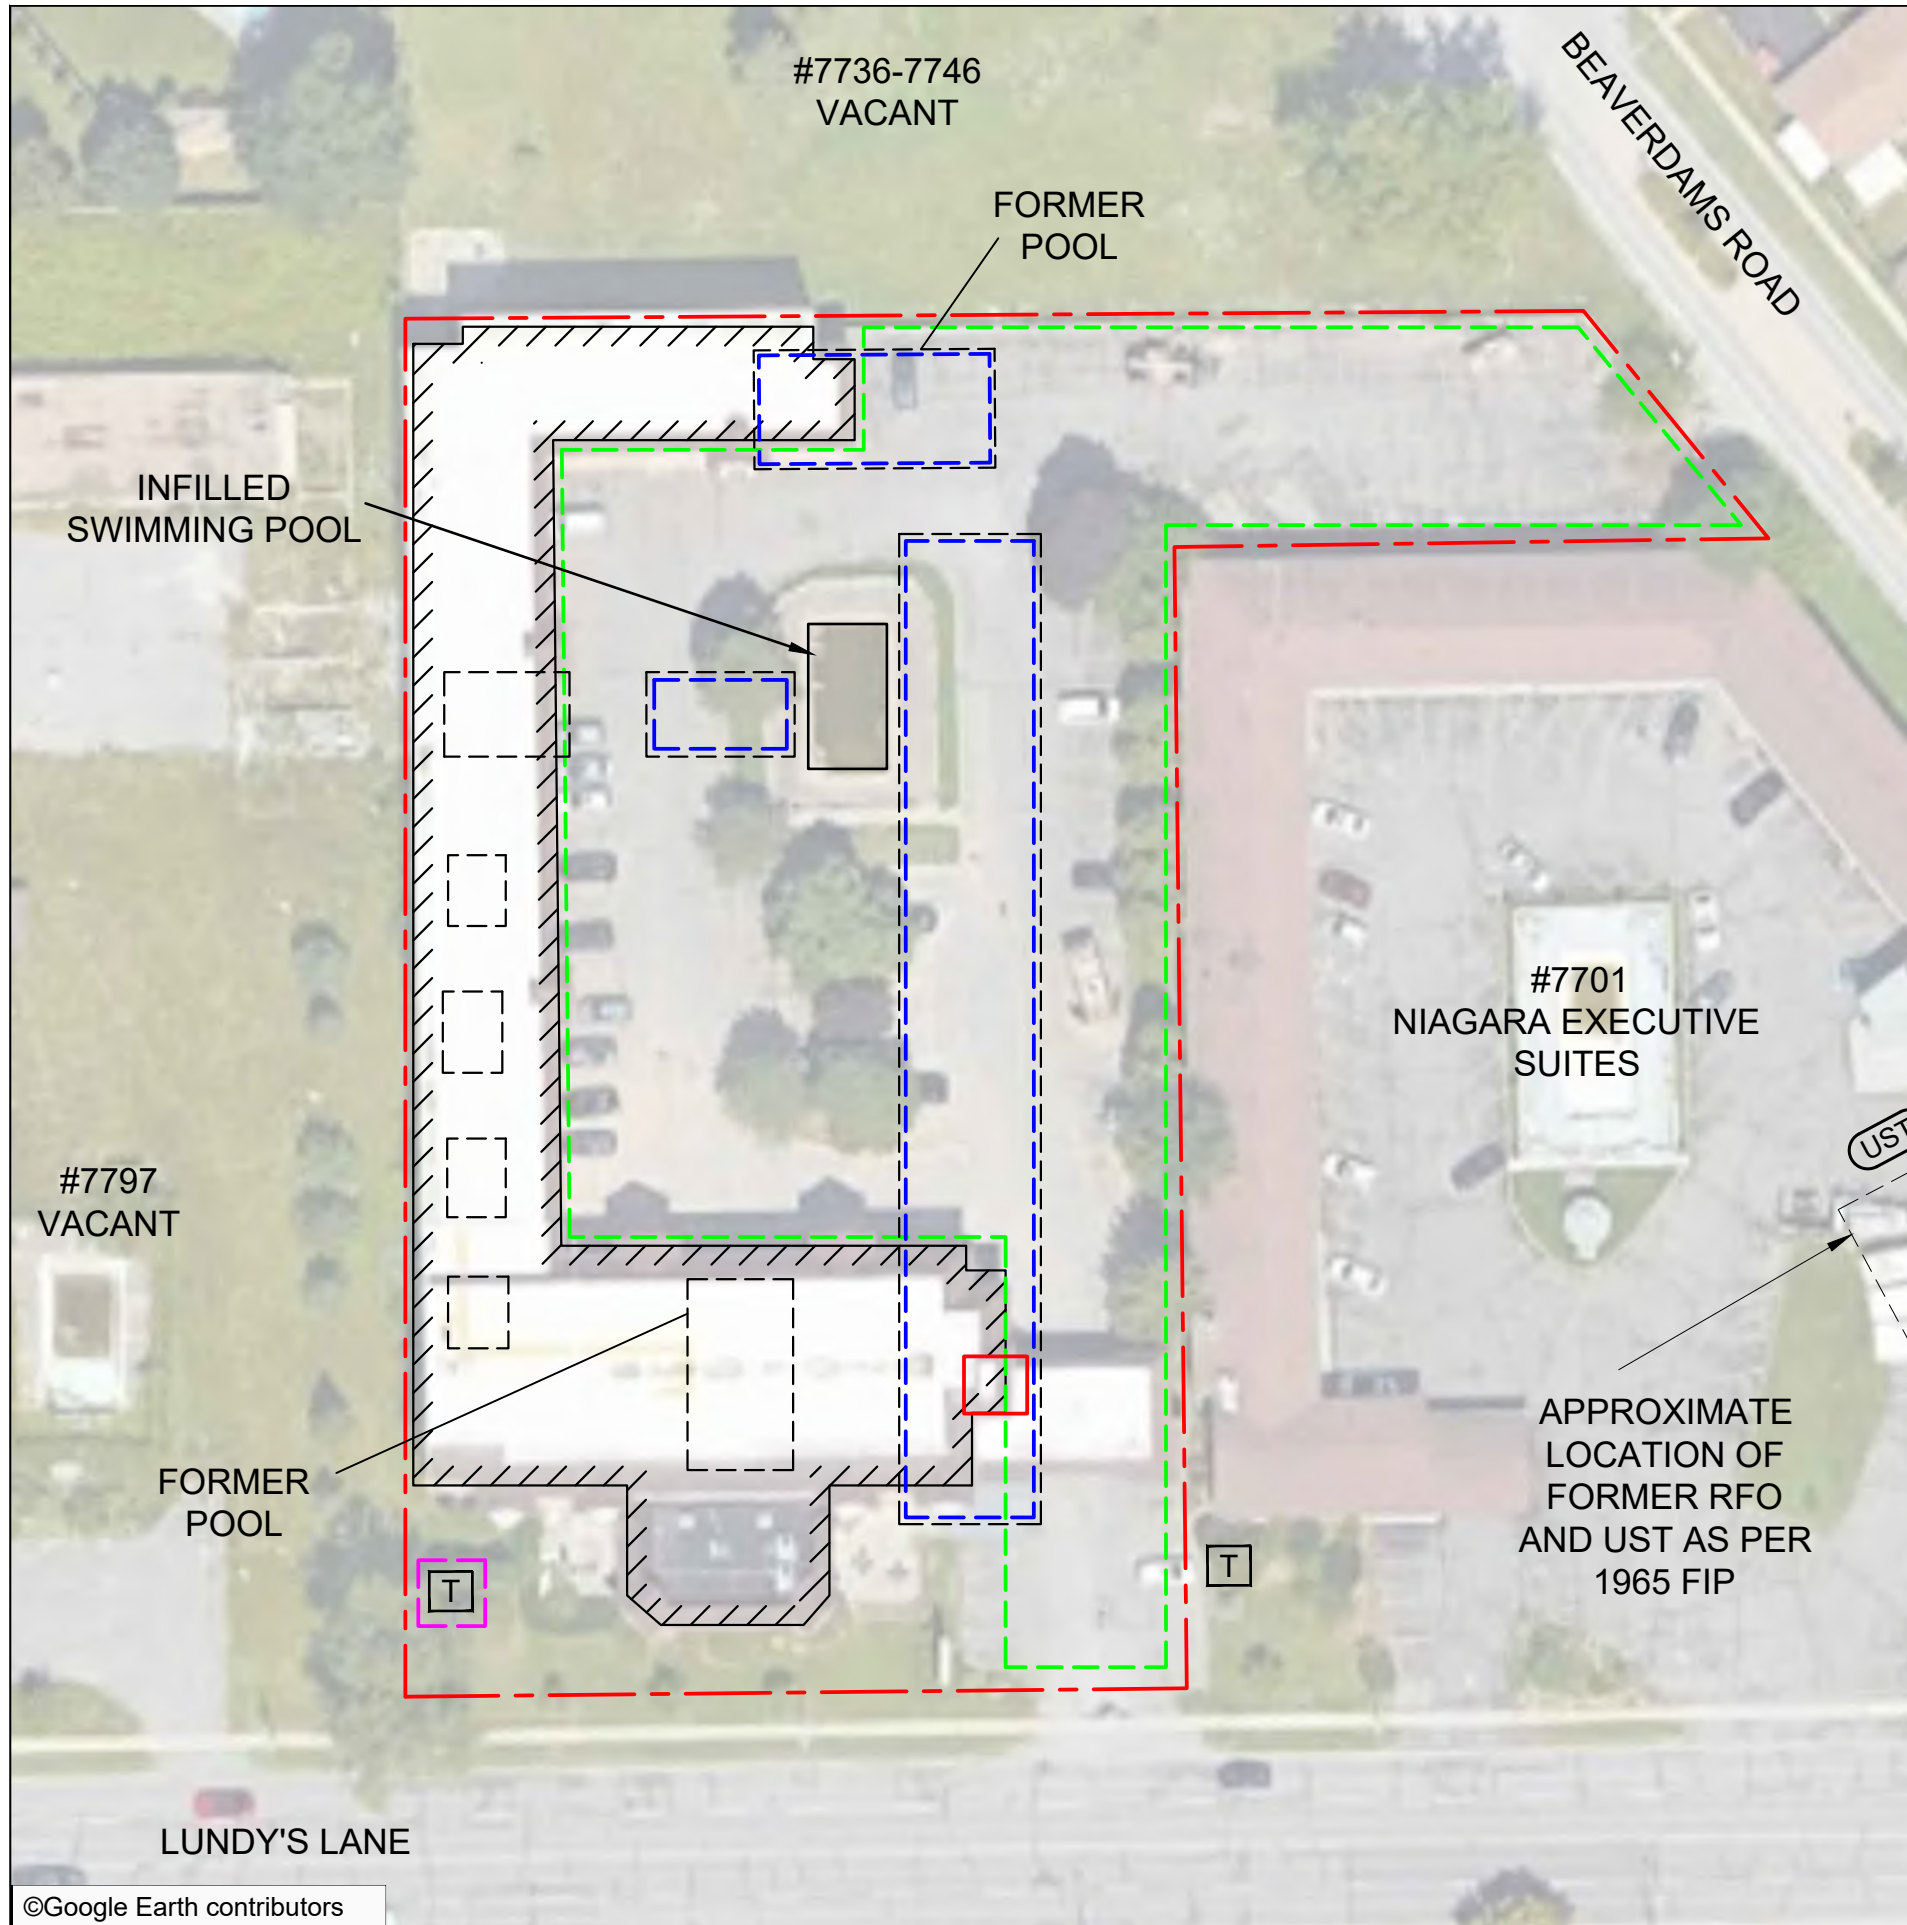 #7736-7746
VACANT
BEAVERDAMS ROAD
FORMER
POOL
INFILLED
SWIMMING POOL
#7701
NIAGARA EXECUTIVE
SUITES
UST
#7797
VACANT
APPROXIMATE
LOCATION OF
FORMER RFO
AND UST AS PER
1965 FIP
FORMER
POOL
T
T
LUNDY'S LANE
©Google Earth contributors